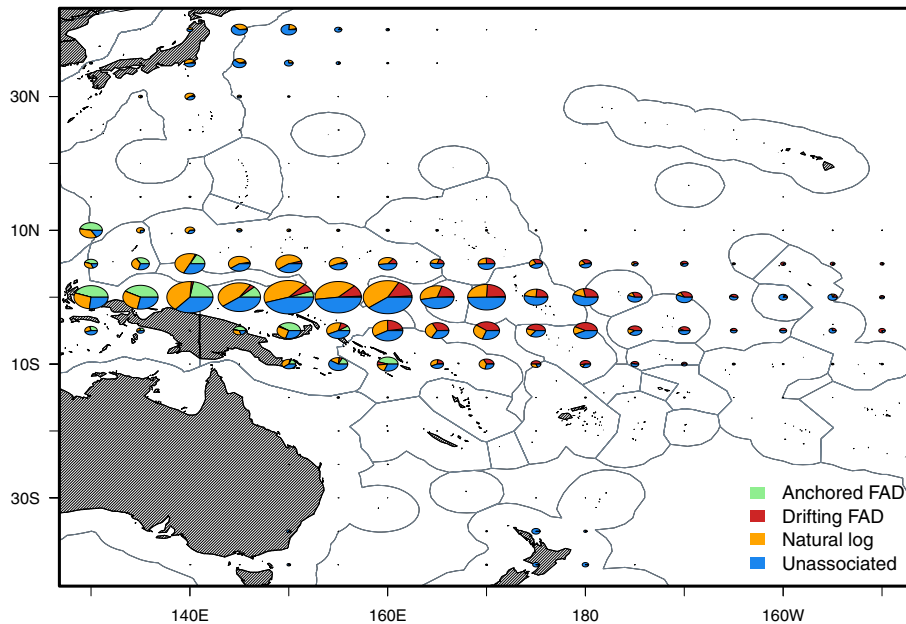 30N
10N
10S
30S
140E
160E
180
160W
Anchored FAD
Drifting FAD
Natural log
Unassociated